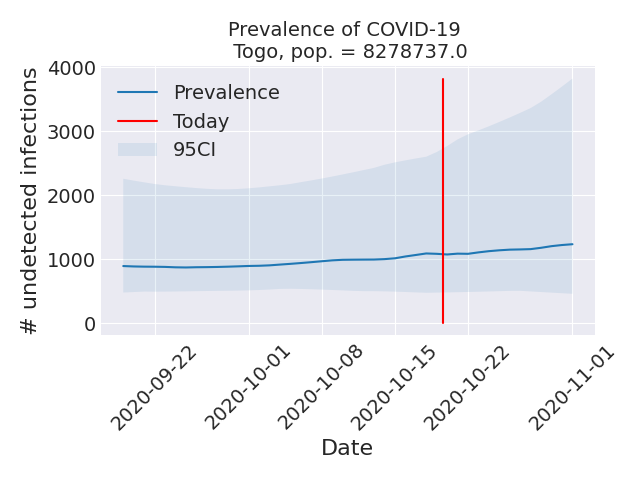 Prevalence of COVID-19
Togo, pop. = 8278737.0
# undetected infections
4000
3000
2000
1000
0
Prevalence
Today
95CI
2020-09-22
2020-10-01
2020-10-08
2020-10-15
2020-10-22
2020-11-01
Date